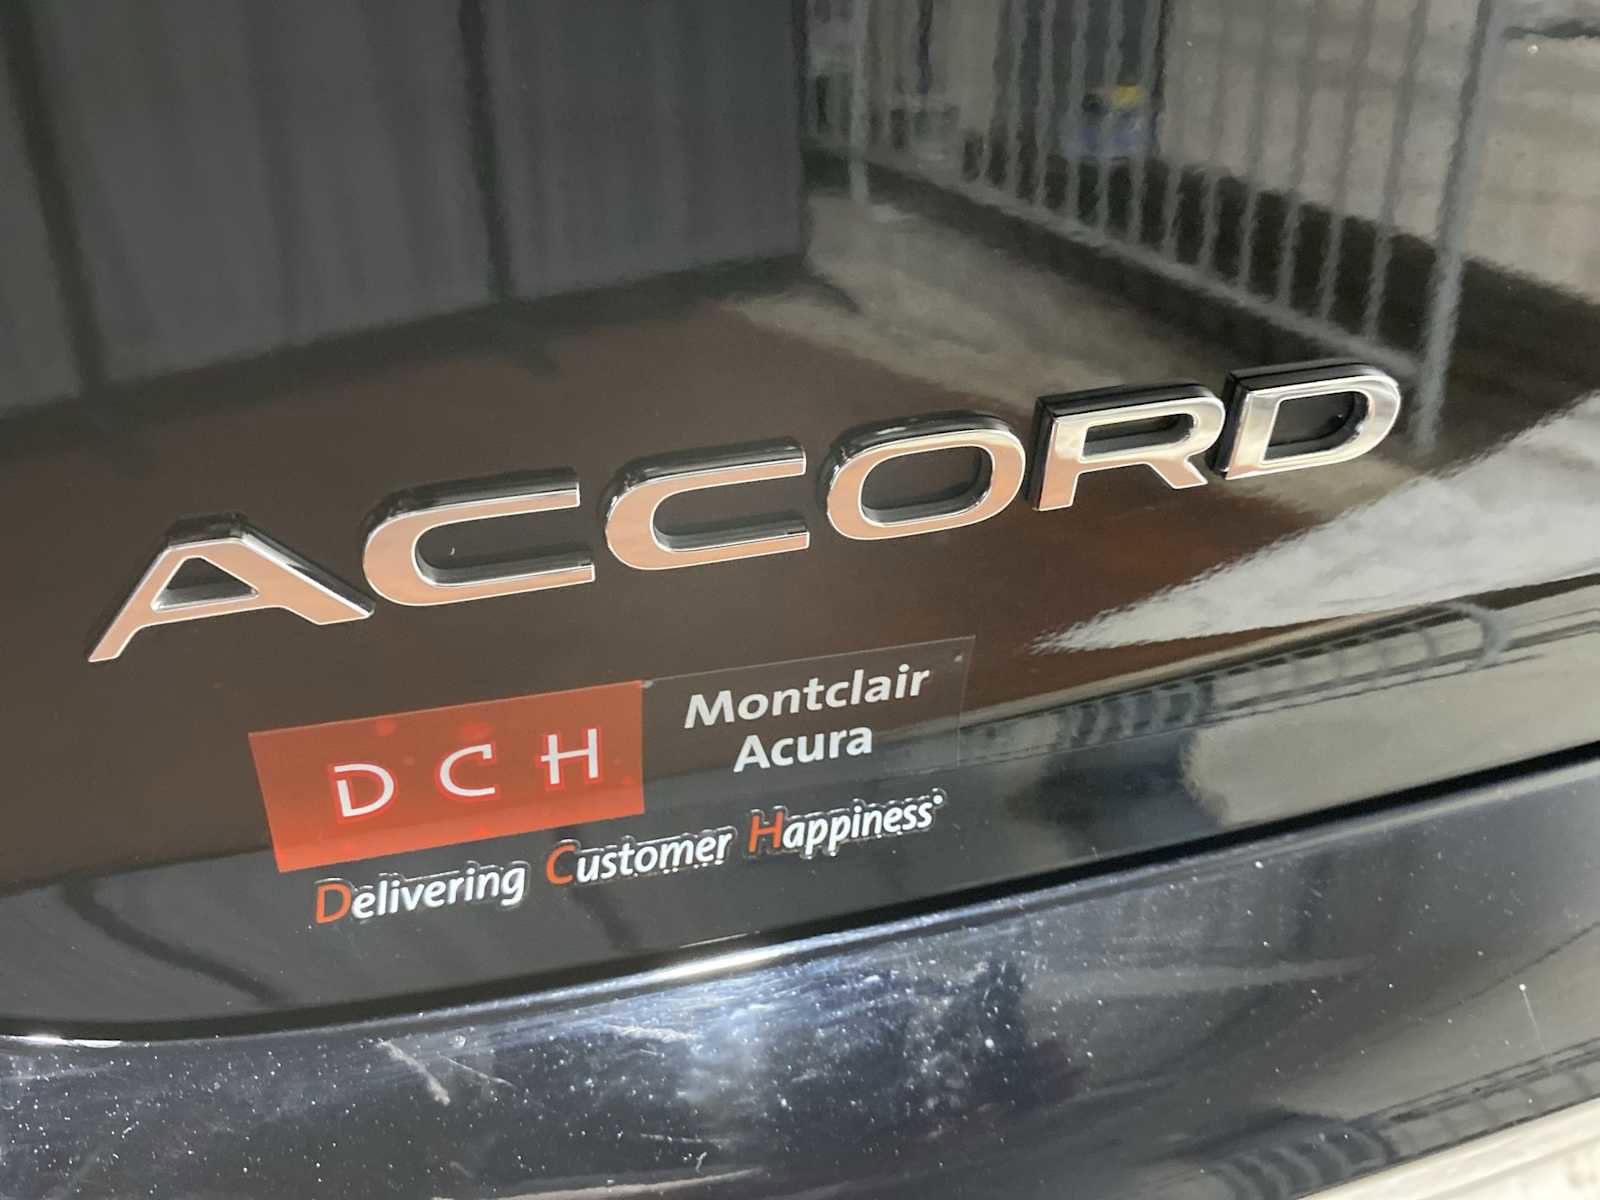 ACCORD
DCH
Montclair
Acura
Delivering Customer Happiness